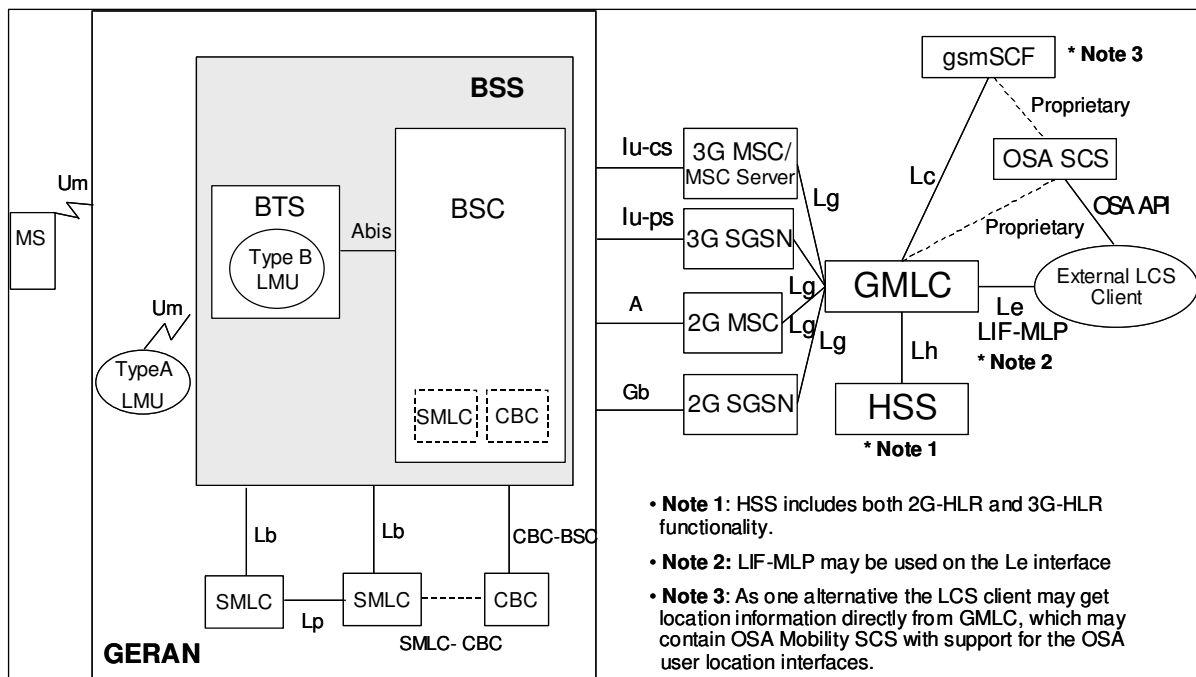 gsmSCF
* Note 3
BSS
Proprietary
Iu-cs
3G MSC/
MSC Server
OSA SCS
Um
Lc
Lg
BTS
BSC
OSA API
MS
Abis
Iu-ps
3G SGSN
Proprietary
Type B
LMU
External LCS
Client
GMLC
Lg
Um
A
2G MSC
Lg
Le
LIF-MLP
Lg
Lh
* Note 2
TypeA
LMU
Gb
2G SGSN
HSS
SMLC
CBC
* Note 1
• Note 1: HSS includes both 2G-HLR and 3G-HLR
functionality.
Lb
Lb
CBC-BSC
• Note 2: LIF-MLP may be used on the Le interface
SMLC
SMLC
CBC
• Note 3: As one alternative the LCS client may get
location information directly from GMLC, which may
contain OSA Mobility SCS with support for the OSA
user location interfaces.
Lp
SMLC- CBC
GERAN